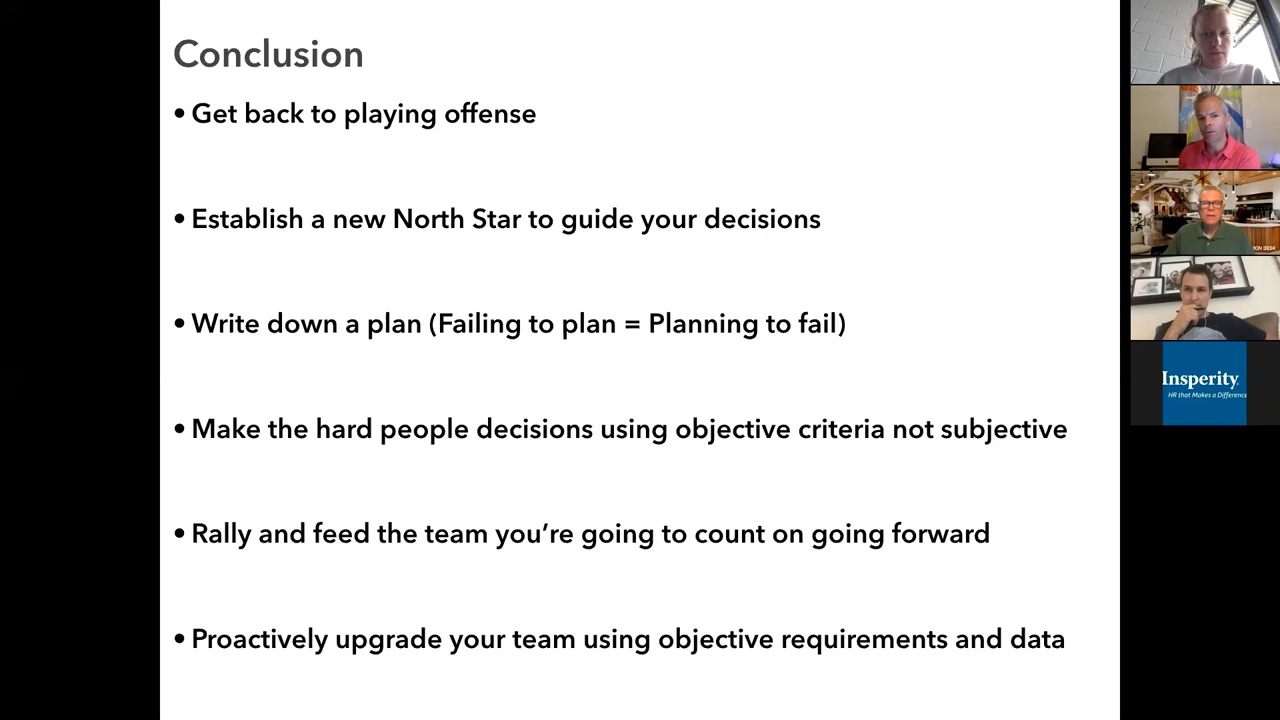 Conclusion
• Get back to playing offense
• Establish a new North Star to guide your decisions
• Write down a plan (Failing to plan = Planning to fail)
• Make the hard people decisions using objective criteria not subjective
• Rally and feed the team you’re going to count on going forward
• Proactively upgrade your team using objective requirements and data
ON DESK
Insperity.
HR that Makes a Difference